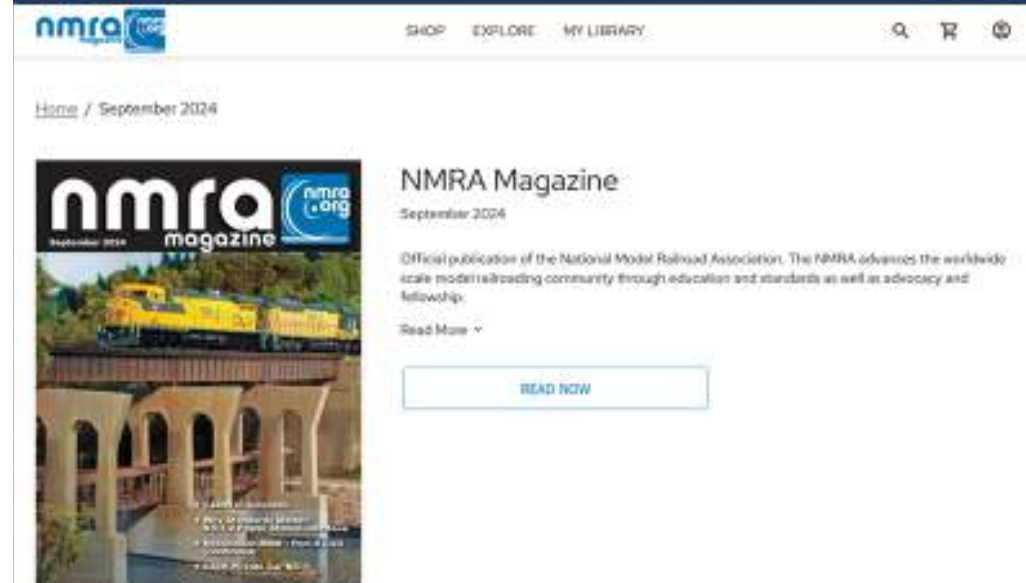 nmra
magazine
SHOP EXPLORE MY LIBRARY
Home / September 2024
nmra
nmra
.org
September 2024
magazine
NMRA Magazine
September 2024
Official publication of the National Model Railroad Association. The NMRA advances the worldwide
scale model railroading community through education and standards as well as advocacy and
fellowship.
Read More
READ NOW